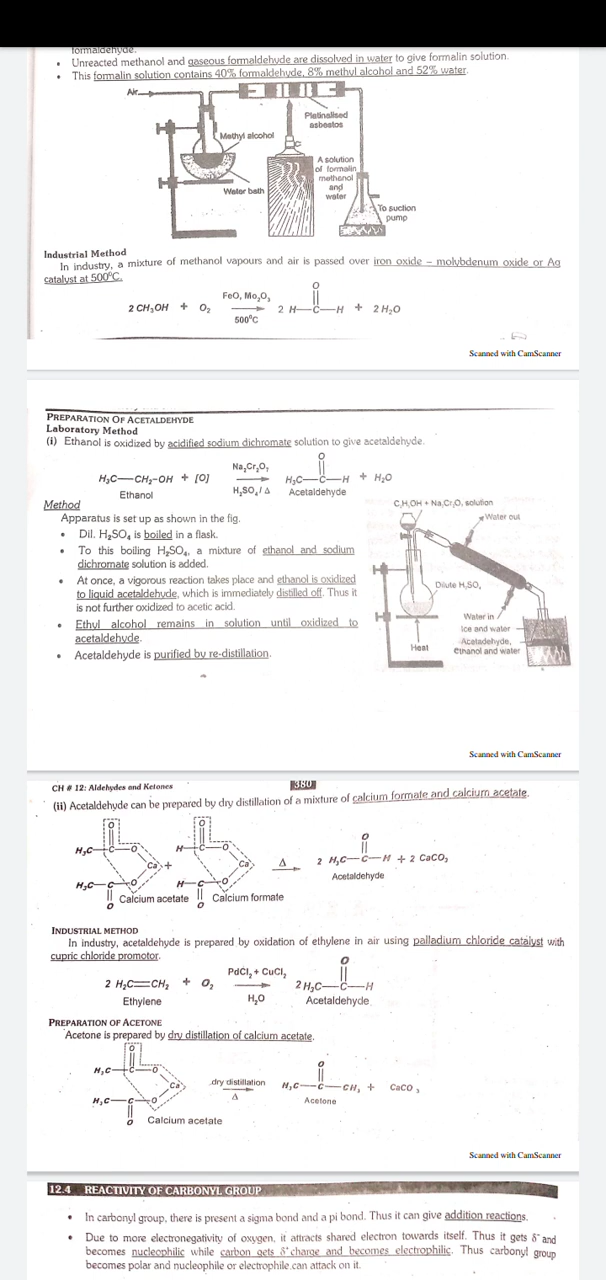 formaldehyde.
• Unreacted methanol and gaseous formaldehyde are dissolved in water to give formalin solution.
• This formalin solution contains 40% formaldehyde, 8% methyl alcohol and 52% water.
Air
Platinalised
asbestos
Methyl alcohol
A solution
of formalin
methenol
and
water
Water bath
To suction
pump
Industrial Method
In industry, a mixture of methanol vapours and air is passed over iron oxide – molybdenum oxide or Ag
catalyst at 500°C.
2 CH₃OH + O₂ FeO, Mo₂O₃ 500°C 2 H—C—H + 2 H₂O
O
Scanned with CamScanner
PREPARATION OF ACETALDEHYDE
Laboratory Method
(i) Ethanol is oxidized by acidified sodium dichromate solution to give acetaldehyde.
O
H₃C—CH₂-OH + [O] Na₂Cr₂O₇ H₂SO₄/Δ H₃C—C—H + H₂O
Ethanol Acetaldehyde
Method
Apparatus is set up as shown in the fig.
• Dil. H₂SO₄ is boiled in a flask.
• To this boiling H₂SO₄, a mixture of ethanol and sodium
dichromate solution is added.
• At once, a vigorous reaction takes place and ethanol is oxidized
to liquid acetaldehyde, which is immediately distilled off. Thus it
is not further oxidized to acetic acid.
• Ethyl alcohol remains in solution until oxidized to
acetaldehyde.
• Acetaldehyde is purified by re-distillation.
C₂H₅OH + Na₂Cr₂O₇ solution
Water out
Dilute H₂SO₄
Water in
Ice and water
Heat
Acetadehyde,
ethanol and water
Scanned with CamScanner
CH # 12: Aldehydes and Ketones 380
(ii) Acetaldehyde can be prepared by dry distillation of a mixture of calcium formate and calcium acetate.
O O O
H₃C—C—O H—C—O
Ca + Ca Δ 2 H₃C—C—H + 2 CaCO₃
Acetaldehyde
H₃C—C—O H—C—O
O Calcium acetate O Calcium formate
INDUSTRIAL METHOD
In industry, acetaldehyde is prepared by oxidation of ethylene in air using palladium chloride catalyst with
cupric chloride promotor.
O
2 H₂C=CH₂ + O₂ PdCl₂ + CuCl₂ H₂O 2 H₃C—C—H
Ethylene Acetaldehyde
PREPARATION OF ACETONE
Acetone is prepared by dry distillation of calcium acetate.
O O
H₃C—C—O
Ca dry distillation Δ H₃C—C—CH₃ + CaCO₃
H₃C—C—O Acetone
O Calcium acetate
Scanned with CamScanner
12.4 REACTIVITY OF CARBONYL GROUP
• In carbonyl group, there is present a sigma bond and a pi bond. Thus it can give addition reactions.
• Due to more electronegativity of oxygen, it attracts shared electron towards itself. Thus it gets δ⁻ and
becomes nucleophilic while carbon gets δ⁺ charge and becomes electrophilic. Thus carbonyl group
becomes polar and nucleophile or electrophile can attack on it.